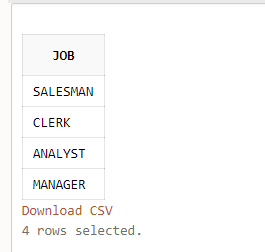 JOB
SALESMAN
CLERK
ANALYST
MANAGER
Download CSV
4 rows selected.